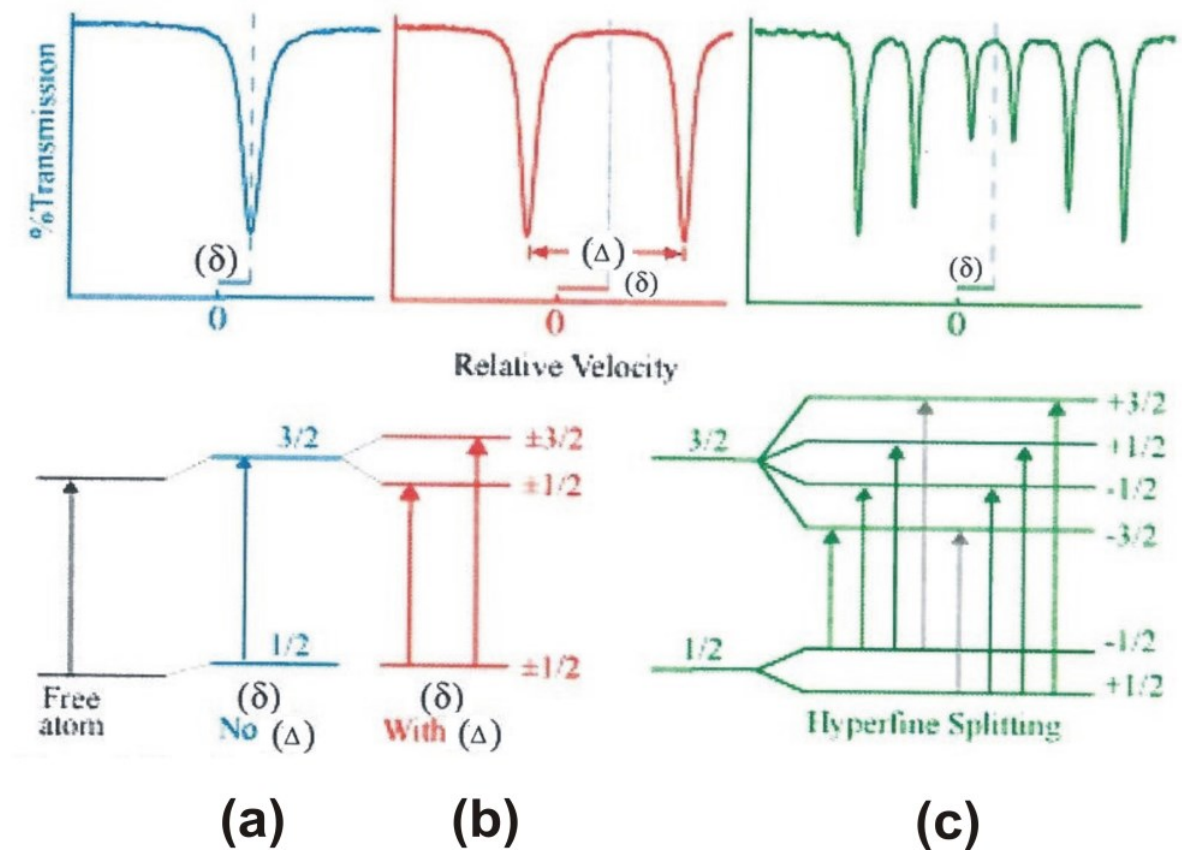 %Transmission
(δ)
0
(Δ)
(δ)
0
(δ)
0
Relative Velocity
3/2
1/2
Free
atom
(δ)
No (Δ)
±3/2
±1/2
±1/2
(δ)
With (Δ)
3/2
1/2
+3/2
+1/2
-1/2
-3/2
-1/2
+1/2
Hyperfine Splitting
(a)
(b)
(c)